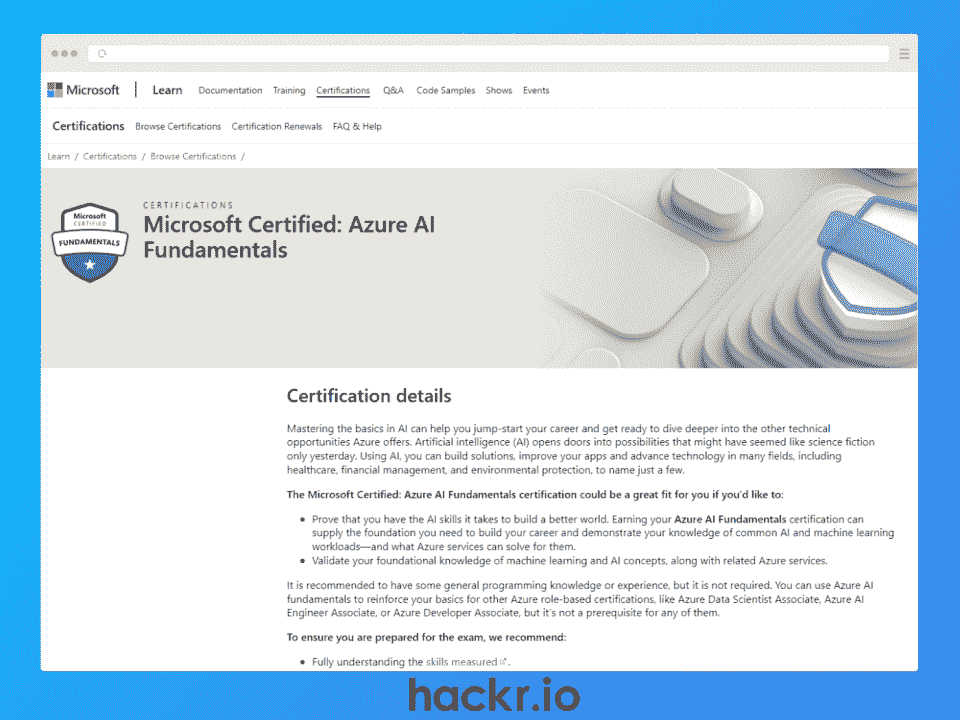 Microsoft Learn Documentation Training Certifications Q&A Code Samples Shows Events
Certifications Browse Certifications Certification Renewals FAQ & Help
Learn / Certifications / Browse Certifications /
Microsoft
CERTIFIED
FUNDAMENTALS
CERTIFICATIONS
Microsoft Certified: Azure AI
Fundamentals
Certification details
Mastering the basics in AI can help you jump-start your career and get ready to dive deeper into the other technical
opportunities Azure offers. Artificial intelligence (AI) opens doors into possibilities that might have seemed like science fiction
only yesterday. Using AI, you can build solutions, improve your apps and advance technology in many fields, including
healthcare, financial management, and environmental protection, to name just a few.
The Microsoft Certified: Azure AI Fundamentals certification could be a great fit for you if you'd like to:
• Prove that you have the AI skills it takes to build a better world. Earning your Azure AI Fundamentals certification can
supply the foundation you need to build your career and demonstrate your knowledge of common AI and machine learning
workloads—and what Azure services can solve for them.
• Validate your foundational knowledge of machine learning and AI concepts, along with related Azure services.
It is recommended to have some general programming knowledge or experience, but it is not required. You can use Azure AI
fundamentals to reinforce your basics for other Azure role-based certifications, like Azure Data Scientist Associate, Azure AI
Engineer Associate, or Azure Developer Associate, but it's not a prerequisite for any of them.
To ensure you are prepared for the exam, we recommend:
• Fully understanding the skills measured.
hackr.io